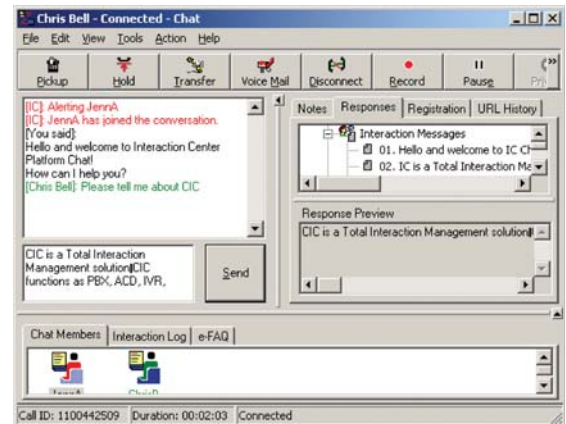 Chris Bell - Connected - Chat
File Edit View Tools Action Help
Pickup Hold Transfer Voice Mail Disconnect Record Pause
[IC]: Alerting JennA
[IC]: JennA has joined the conversation.
[You said]:
Hello and welcome to Interaction Center
Platform Chat!
How can I help you?
[Chris Bell]: Please tell me about CIC
CIC is a Total Interaction
Management solution CIC
functions as PBX, ACD, IVR,
Send
Notes Responses Registration URL History
Interaction Messages
01. Hello and welcome to IC
02. IC is a Total Interaction
Response Preview
CIC is a Total Interaction Management solution
Chat Members Interaction Log e-FAQ
JennA ChrisB
Call ID: 1100442509 Duration: 00:02:03 Connected